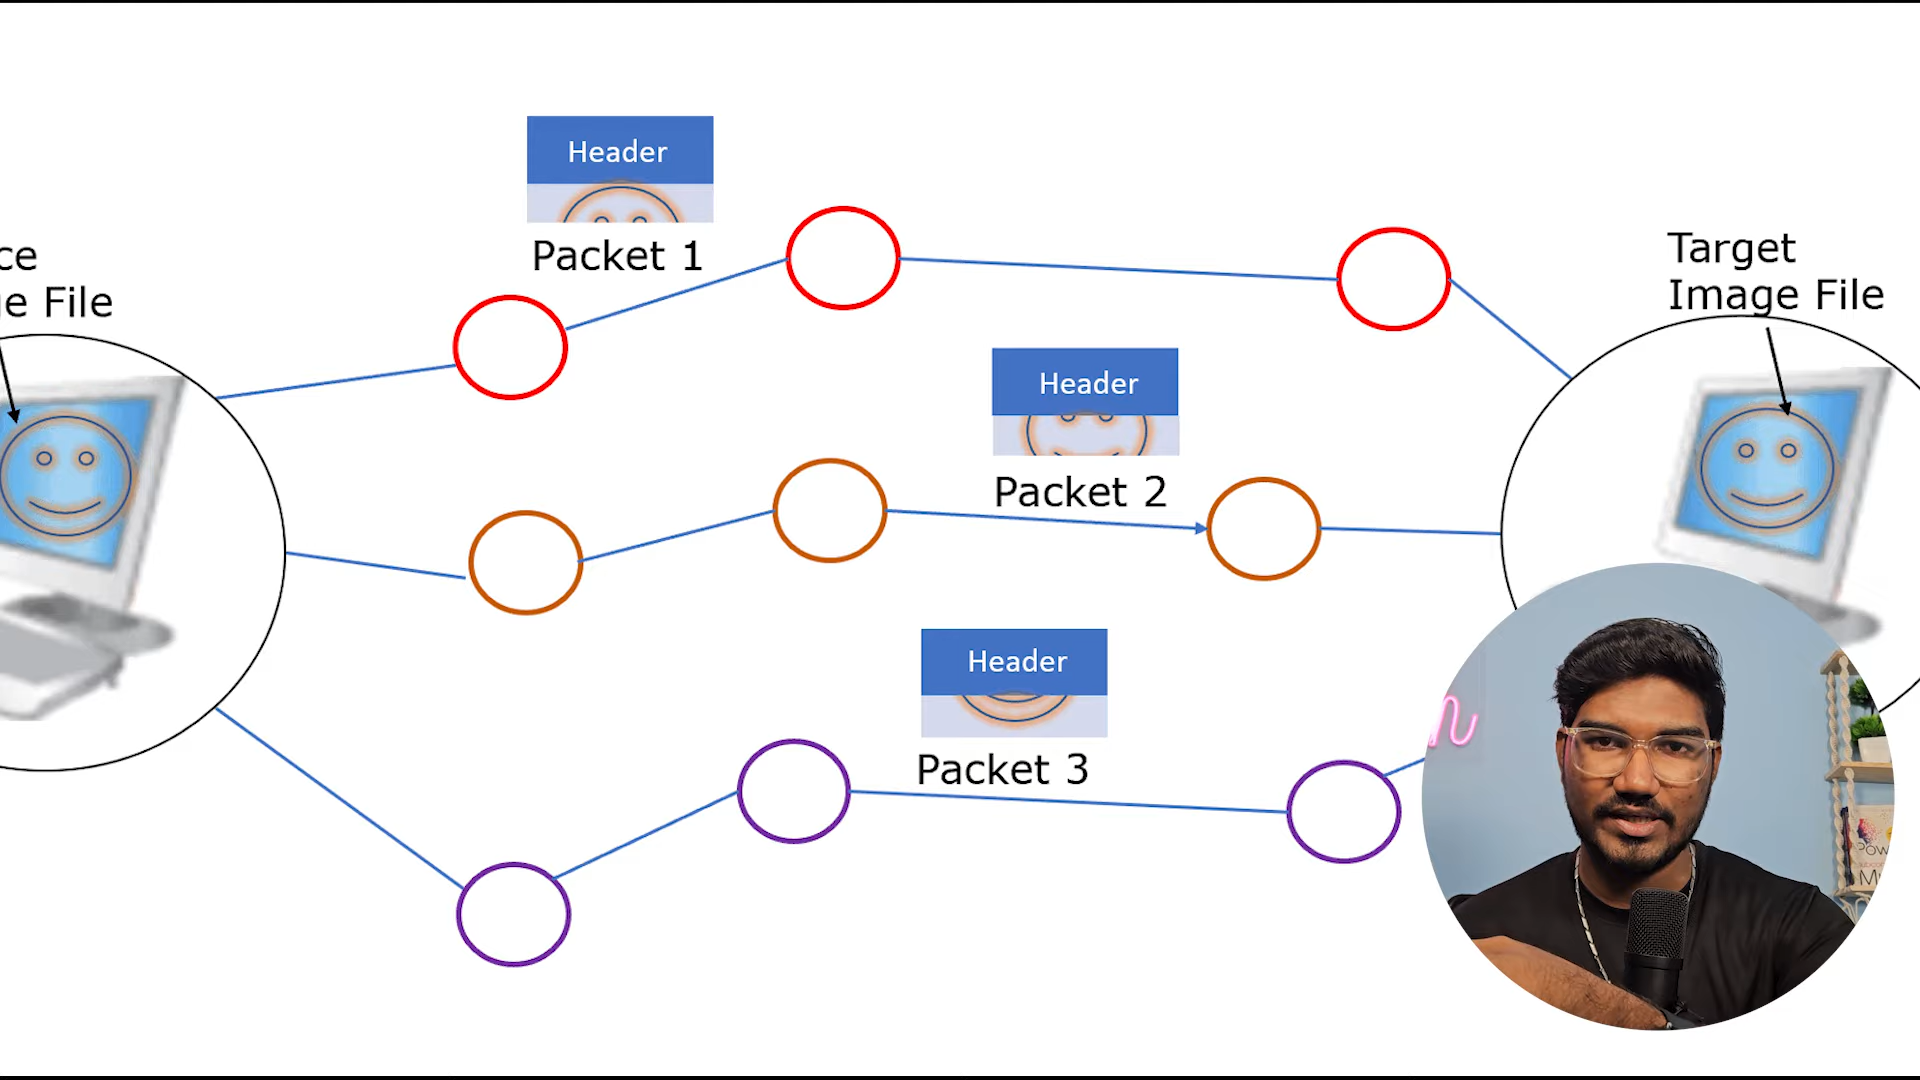 Header
Packet 1
ce
e File
Target
Image File
Header
Packet 2
Header
Packet 3